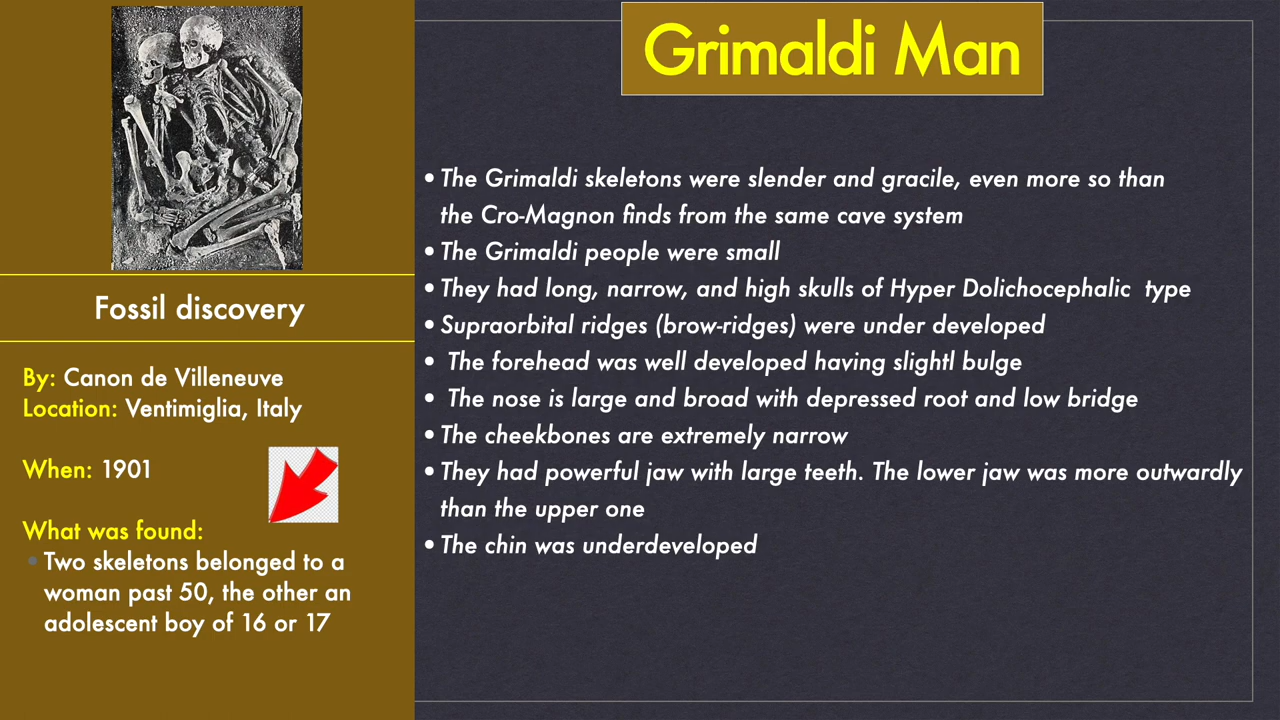 Grimaldi Man
Fossil discovery
By: Canon de Villeneuve
Location: Ventimiglia, Italy
When: 1901
What was found:
• Two skeletons belonged to a
woman past 50, the other an
adolescent boy of 16 or 17
• The Grimaldi skeletons were slender and gracile, even more so than
the Cro-Magnon finds from the same cave system
• The Grimaldi people were small
• They had long, narrow, and high skulls of Hyper Dolichocephalic type
• Supraorbital ridges (brow-ridges) were under developed
• The forehead was well developed having slightl bulge
• The nose is large and broad with depressed root and low bridge
• The cheekbones are extremely narrow
• They had powerful jaw with large teeth. The lower jaw was more outwardly
than the upper one
• The chin was underdeveloped